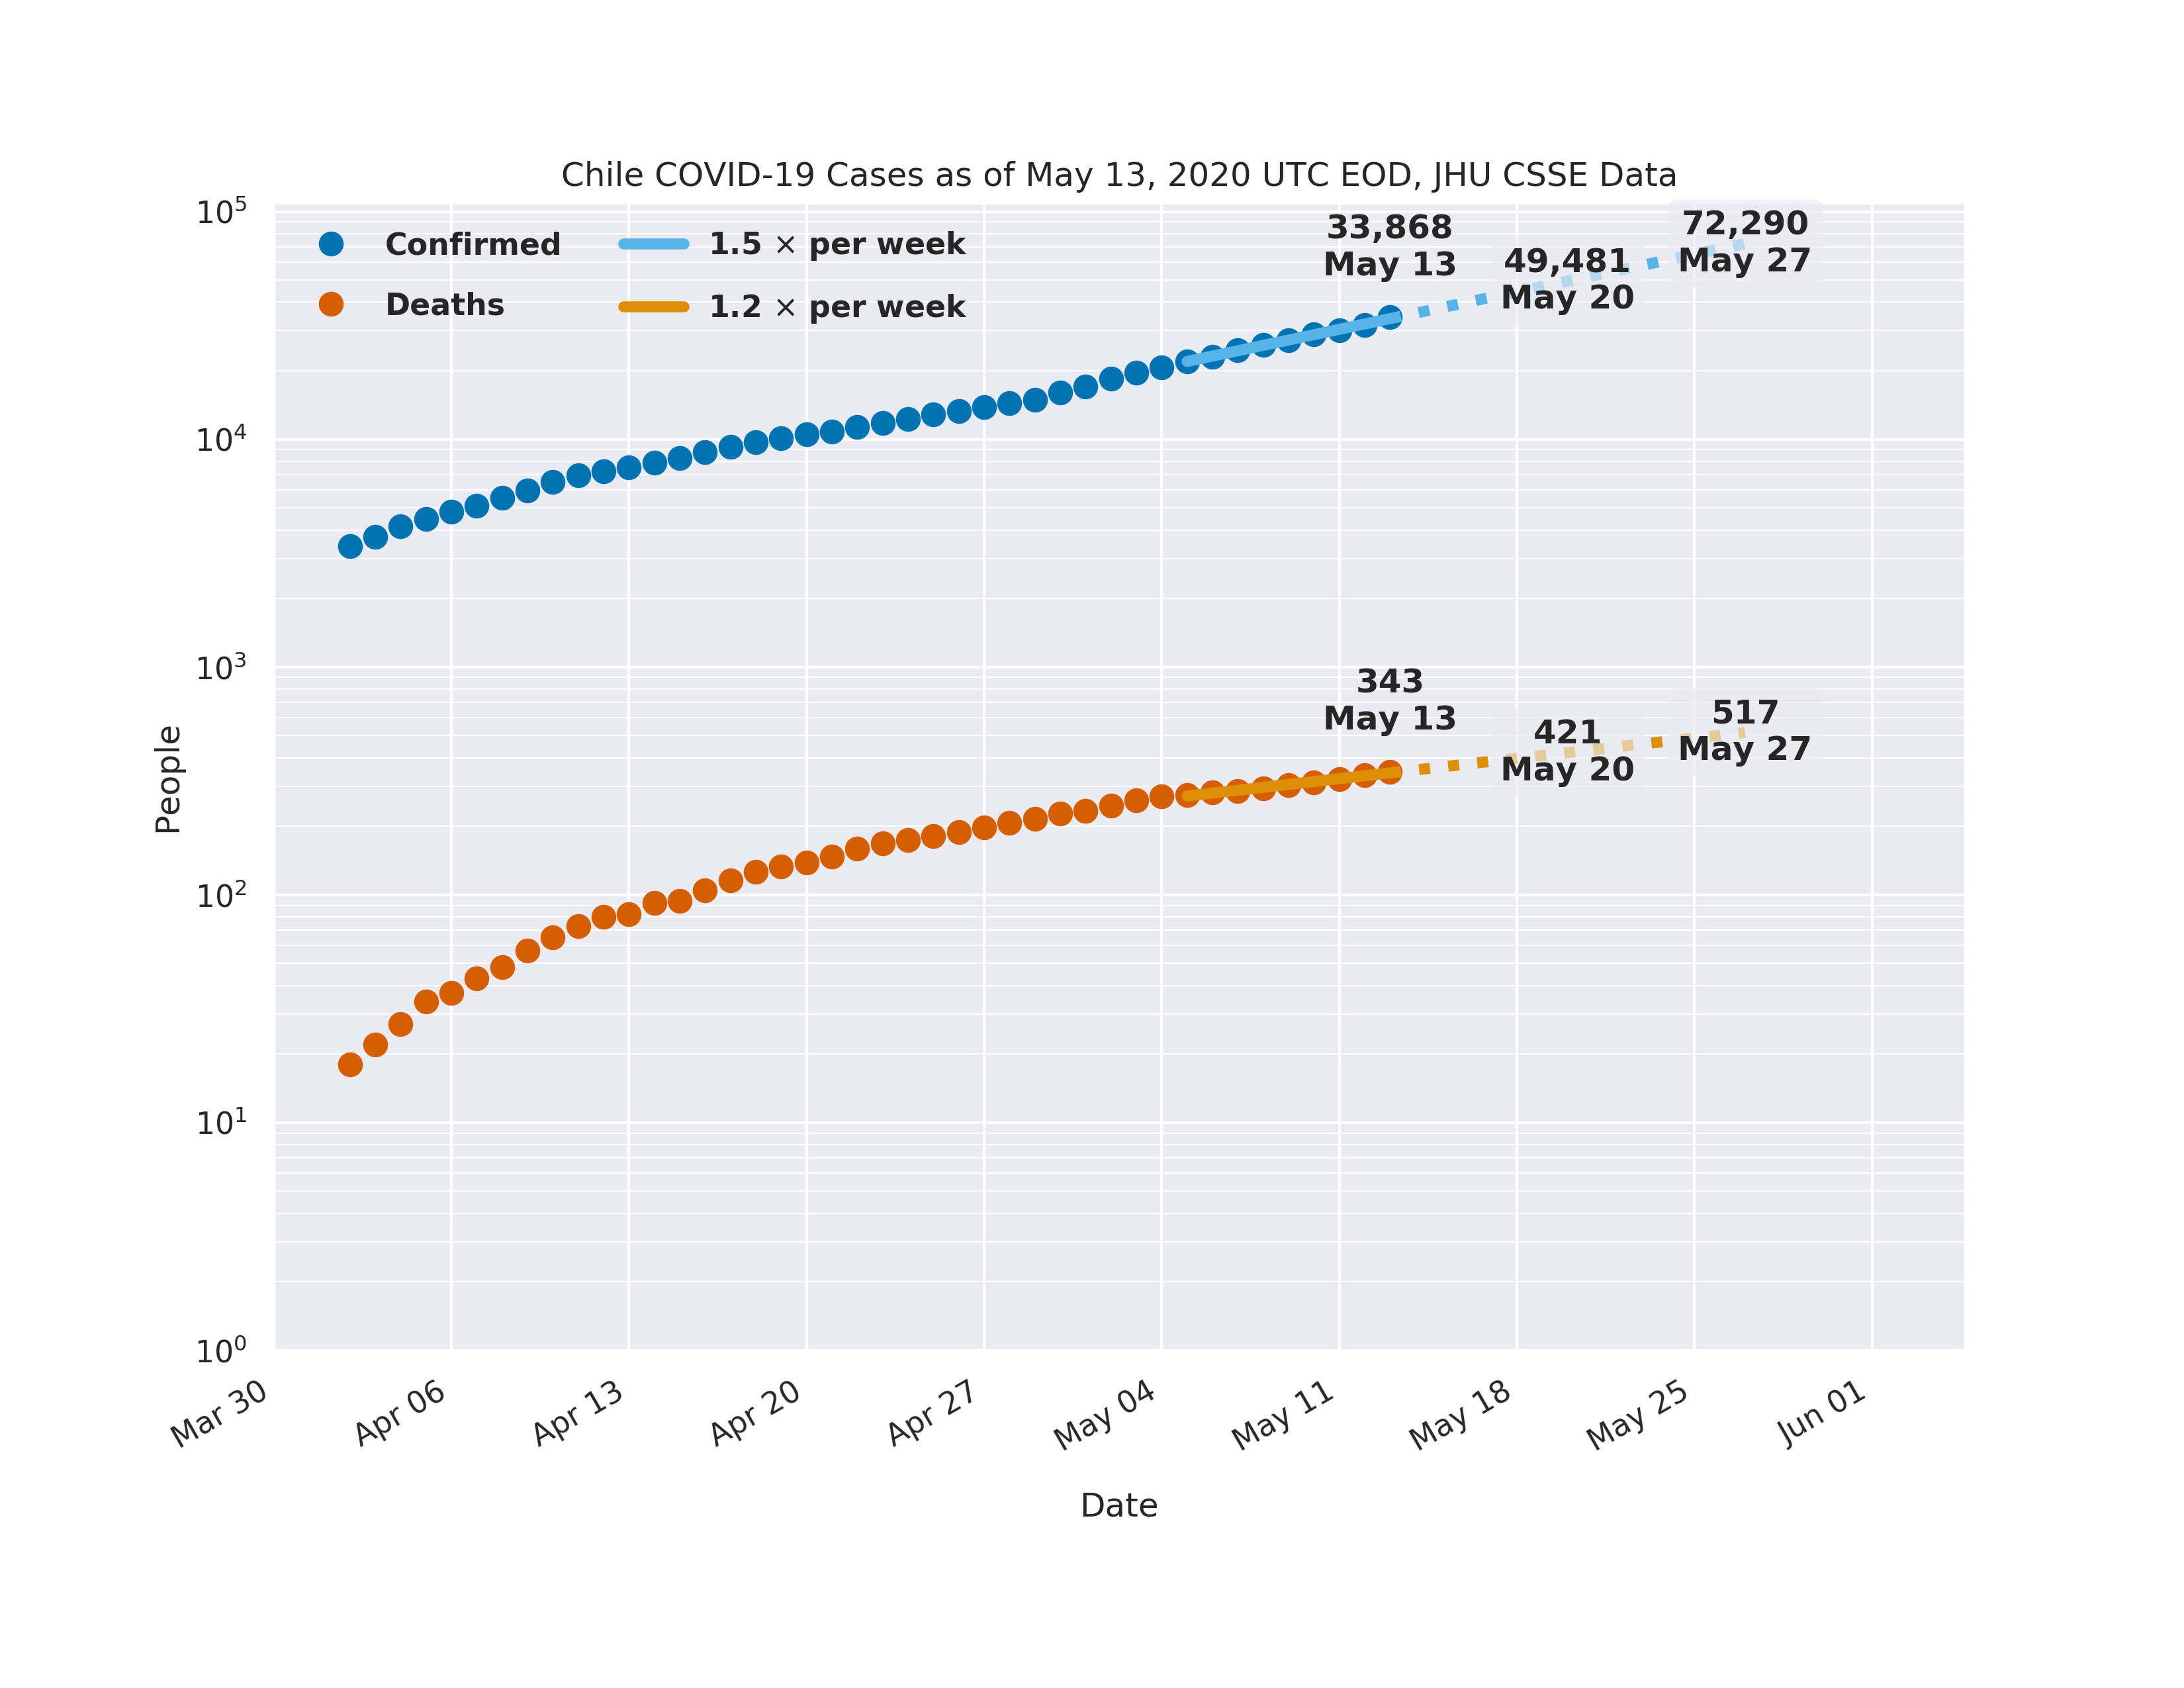 Chile COVID-19 Cases as of May 13, 2020 UTC EOD, JHU CSSE Data
Confirmed
Deaths
1.5 × per week
1.2 × per week
33,868
May 13
49,481
May 20
72,290
May 27
343
May 13
421
May 20
517
May 27
People
10⁵
10⁴
10³
10²
10¹
10⁰
Mar 30
Apr 06
Apr 13
Apr 20
Apr 27
May 04
May 11
May 18
May 25
Jun 01
Date